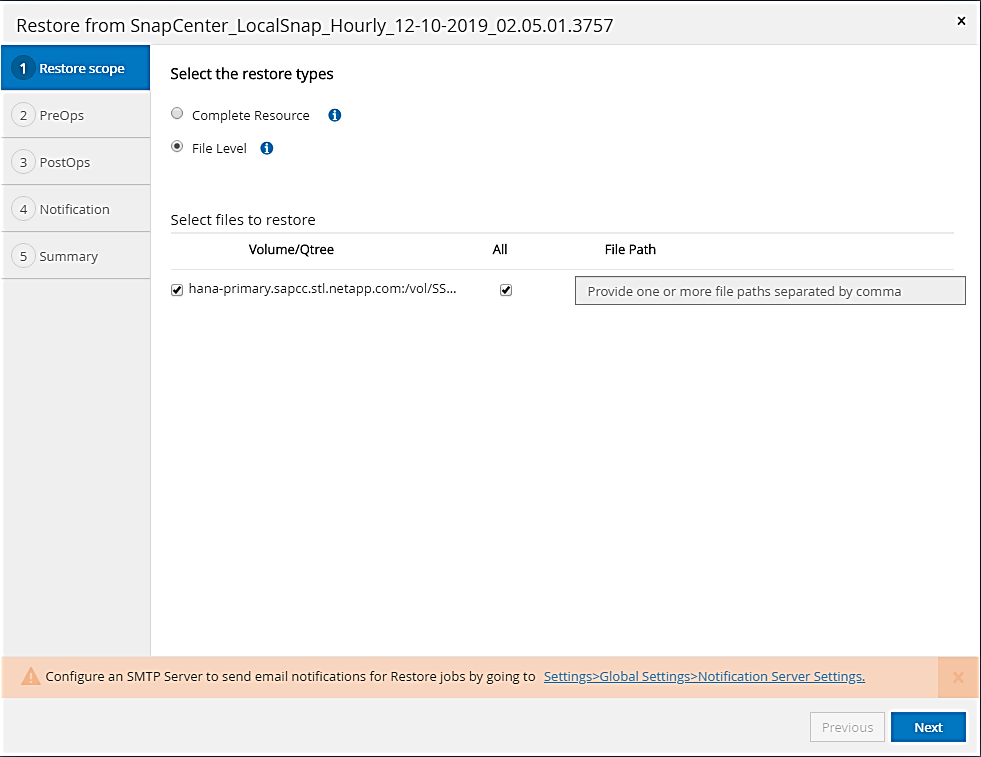 Restore from SnapCenter_LocalSnap_Hourly_12-10-2019_02.05.01.3757
×
1 Restore scope
2 PreOps
3 PostOps
4 Notification
5 Summary
Select the restore types
Complete Resource i
File Level i
Select files to restore
Volume/Qtree All File Path
hana-primary.sapcc.stl.netapp.com:/vol/SS... Provide one or more file paths separated by comma
Configure an SMTP Server to send email notifications for Restore jobs by going to Settings>Global Settings>Notification Server Settings. ×
Previous Next